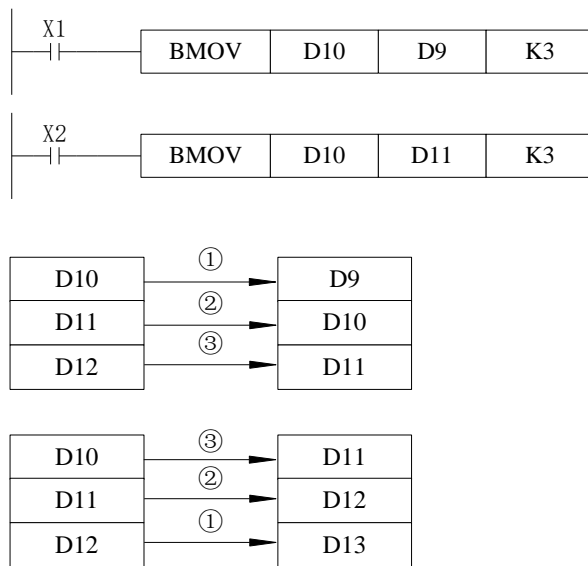 X1
BMOV D10 D9 K3
X2
BMOV D10 D11 K3
D10 ① D9
D11 ② D10
D12 ③ D11
D10 ③ D11
D11 ② D12
D12 ① D13